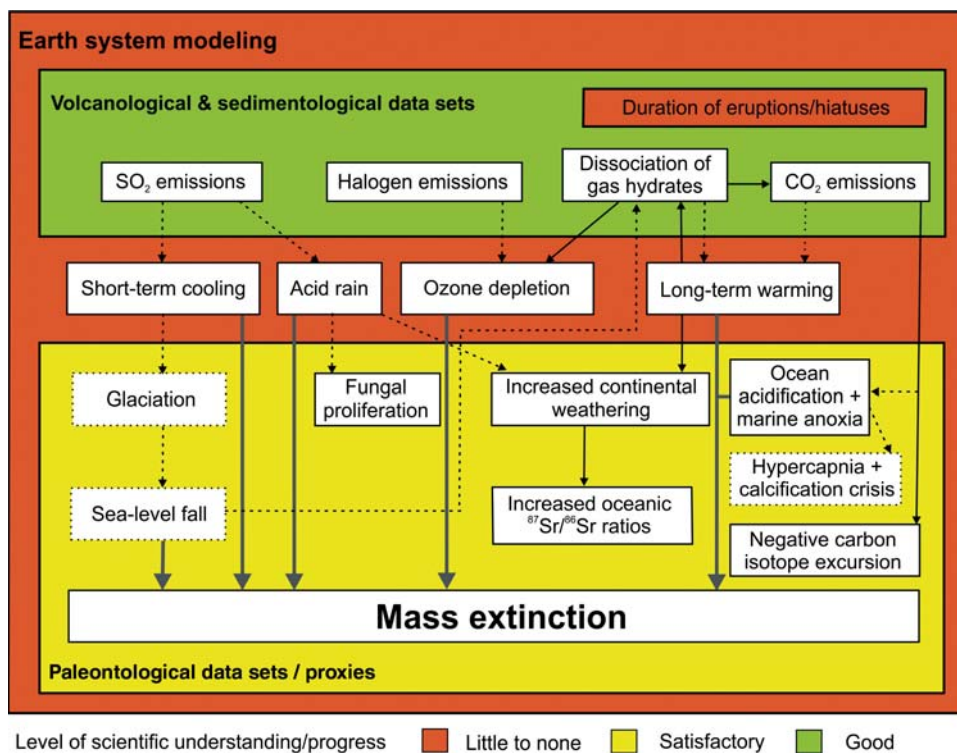 Earth system modeling
Volcanological & sedimentological data sets
Duration of eruptions/hiatuses
SO₂ emissions
Halogen emissions
Dissociation of
gas hydrates
CO₂ emissions
Short-term cooling
Acid rain
Ozone depletion
Long-term warming
Glaciation
Fungal
proliferation
Increased continental
weathering
Ocean
acidification +
marine anoxia
Hypercapnia +
calcification crisis
Sea-level fall
Increased oceanic
⁸⁷Sr/⁸⁶Sr ratios
Negative carbon
isotope excursion
Mass extinction
Paleontological data sets / proxies
Level of scientific understanding/progress
Little to none
Satisfactory
Good